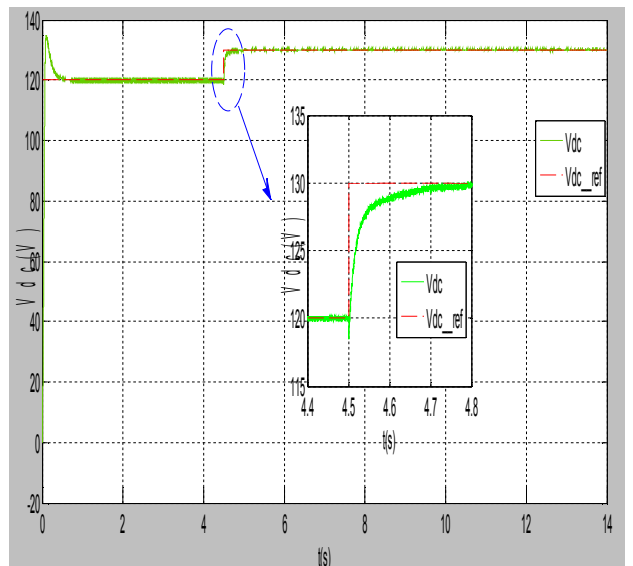 140
120
100
80
60
40
20
0
-20
V d c ( V )
0 2 4 6 8 10 12 14
t(s)
Vdc
Vdc_ref
135
130
125
120
115
V d c ( V )
4.4 4.5 4.6 4.7 4.8
t(s)
Vdc
Vdc_ref